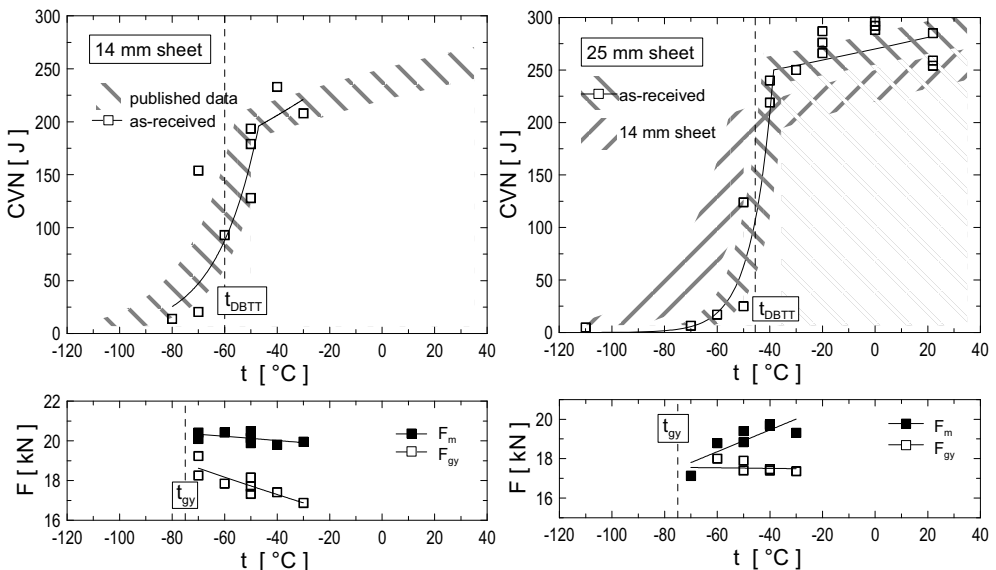 300
250
200
150
100
50
0
CVN [ J ]
14 mm sheet
published data
as-received
t_DBTT
-120 -100 -80 -60 -40 -20 0 20 40
t [ °C ]
300
250
200
150
100
50
0
CVN [ J ]
25 mm sheet
as-received
14 mm sheet
t_DBTT
-120 -100 -80 -60 -40 -20 0 20 40
t [ °C ]
22
20
18
16
F [ kN ]
F_m
F_gy
t_gy
-120 -100 -80 -60 -40 -20 0 20 40
t [ °C ]
20
18
16
F [ kN ]
t_gy
F_m
F_gy
-120 -100 -80 -60 -40 -20 0 20 40
t [ °C ]